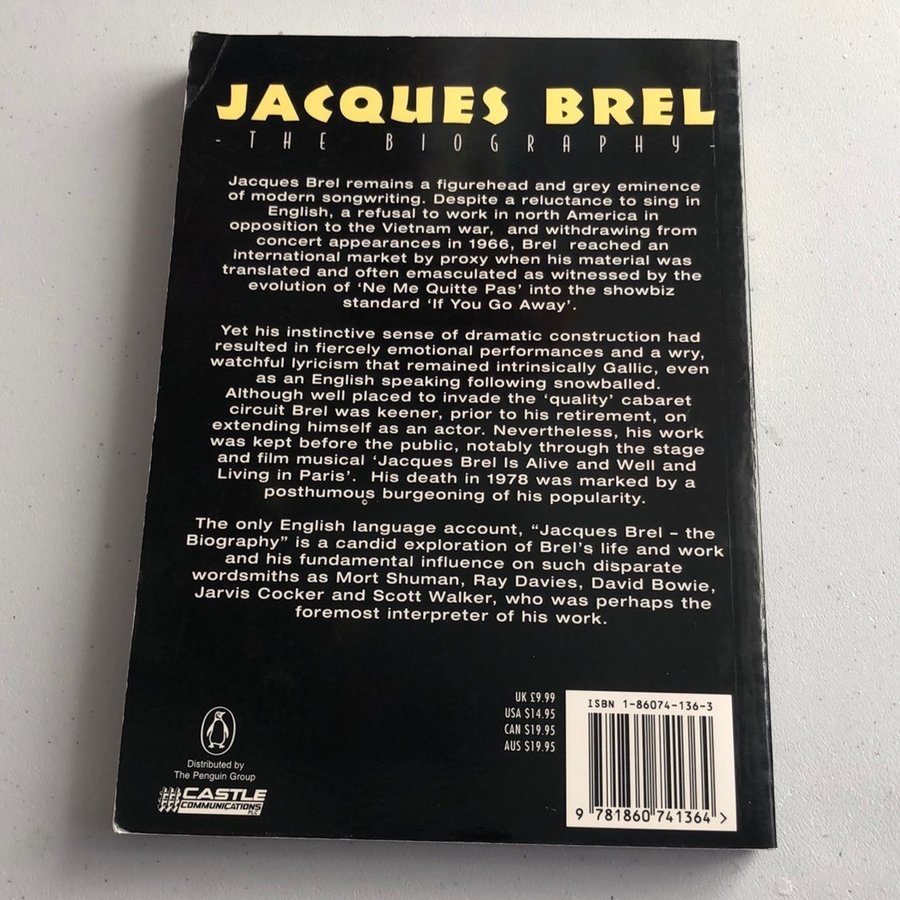 JACQUES BREL
- THE BIOGRAPHY -
Jacques Brel remains a figurehead and grey eminence
of modern songwriting. Despite a reluctance to sing in
English, a refusal to work in north America in
opposition to the Vietnam war, and withdrawing from
concert appearances in 1966, Brel reached an
international market by proxy when his material was
translated and often emasculated as witnessed by the
evolution of ‘Ne Me Quitte Pas’ into the showbiz
standard ‘If You Go Away’.
Yet his instinctive sense of dramatic construction had
resulted in fiercely emotional performances and a wry,
watchful lyricism that remained intrinsically Gallic, even
as an English speaking following snowballed.
Although well placed to invade the ‘quality’ cabaret
circuit Brel was keener, prior to his retirement, on
extending himself as an actor. Nevertheless, his work
was kept before the public, notably through the stage
and film musical ‘Jacques Brel Is Alive and Well and
Living in Paris’. His death in 1978 was marked by a
posthumous burgeoning of his popularity.
The only English language account, “Jacques Brel – the
Biography” is a candid exploration of Brel’s life and work
and his fundamental influence on such disparate
wordsmiths as Mort Shuman, Ray Davies, David Bowie,
Jarvis Cocker and Scott Walker, who was perhaps the
foremost interpreter of his work.
UK £9.99
USA $14.95
CAN $19.95
AUS $19.95
ISBN 1-86074-136-3
9 781860 741364 >
Distributed by
The Penguin Group
CASTLE
COMMUNICATIONS
PLC